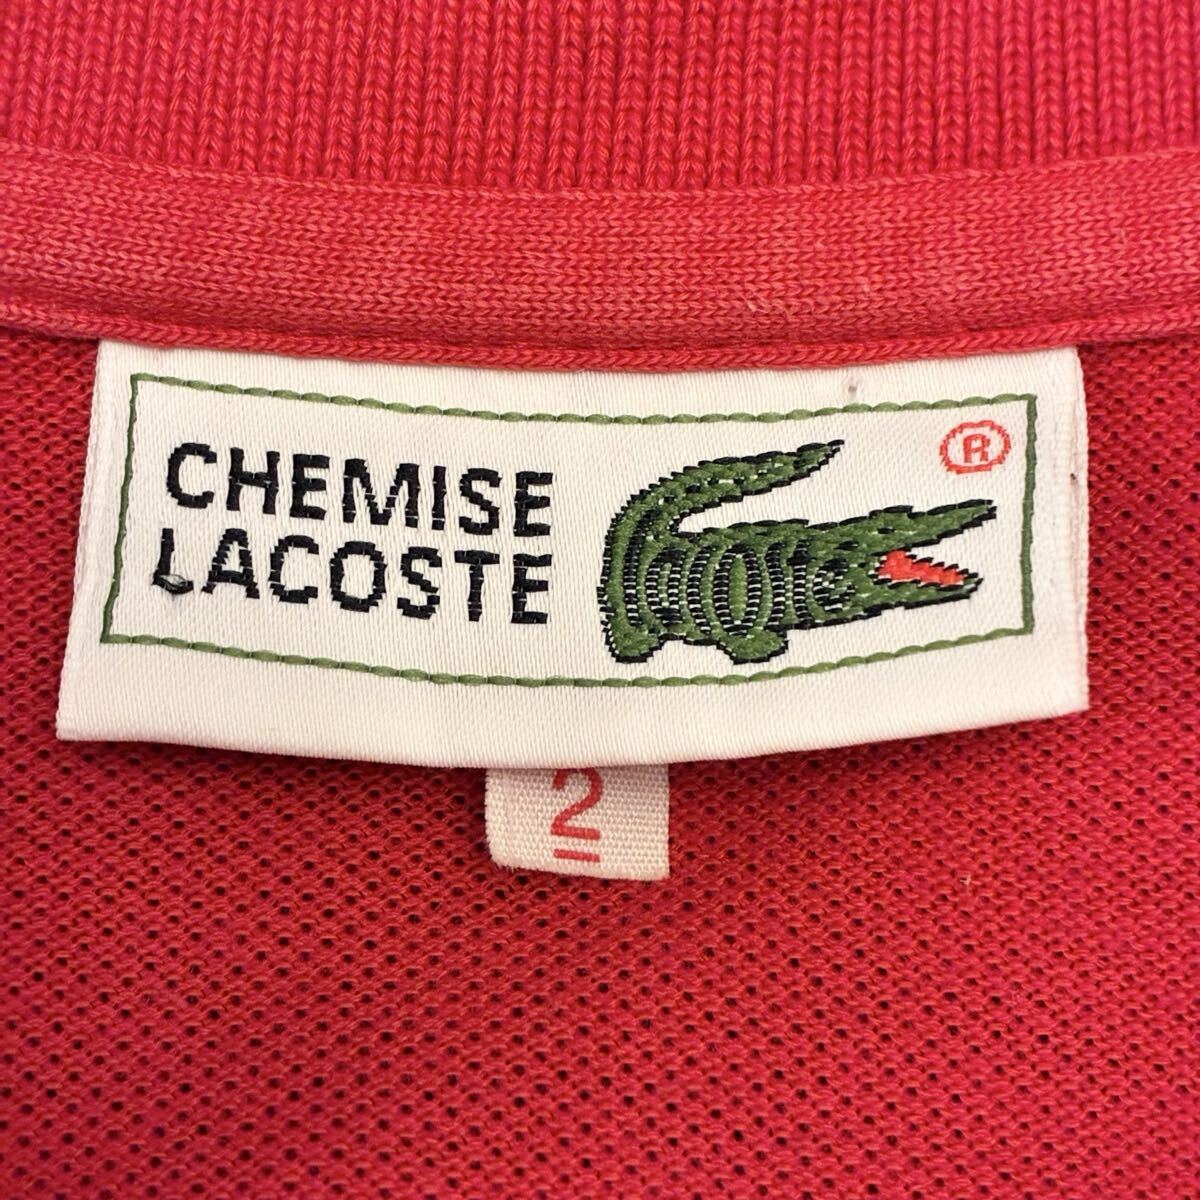 CHEMISE
LACOSTE
®
2